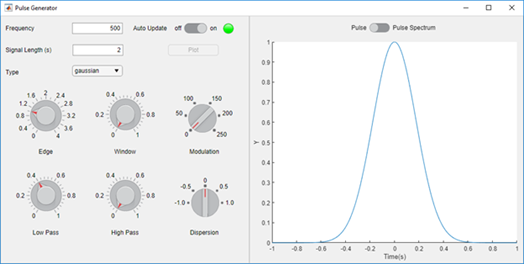 Pulse Generator
Frequency 500 Auto Update off on
Signal Length (s) 2 Plot
Type gaussian
0 0.4 0.8 1.2 1.6 2 2.4 2.8 3.2 3.6 4
Edge
0 0.2 0.4 0.6 0.8 1
Window
0 50 100 150 200 250
Modulation
0 0.2 0.4 0.6 0.8 1
Low Pass
0 0.2 0.4 0.6 0.8 1
High Pass
-1.0 -0.5 0 0.5 1.0
Dispersion
Pulse Pulse Spectrum
1
0.9
0.8
0.7
0.6
0.5
0.4
0.3
0.2
0.1
0
Y
-1 -0.8 -0.6 -0.4 -0.2 0 0.2 0.4 0.6 0.8 1
Time(s)